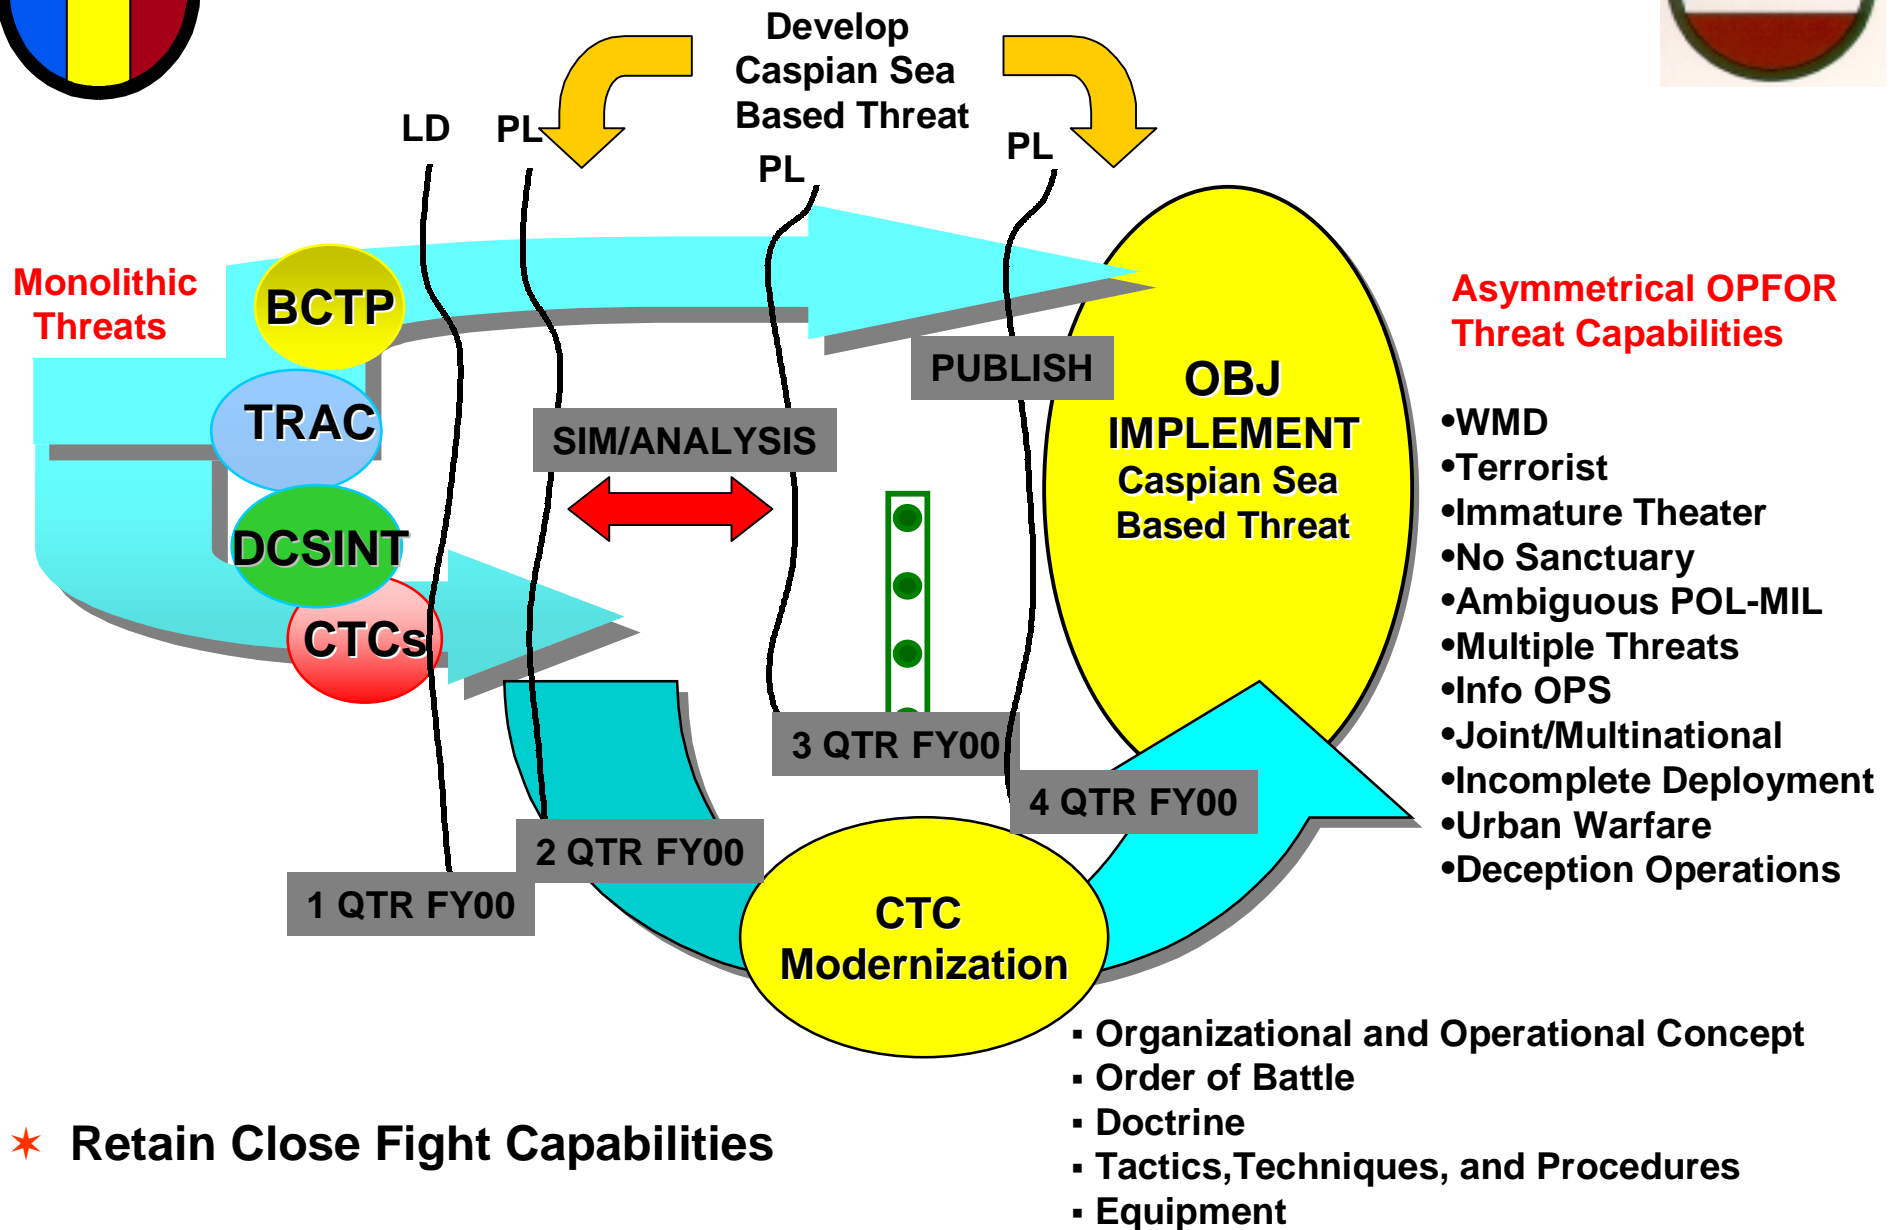 Develop
Caspian Sea
Based Threat
LD
PL
PL
PL
Monolithic
Threats
BCTP
TRAC
DCSINT
CTCs
SIM/ANALYSIS
PUBLISH
OBJ
IMPLEMENT
Caspian Sea
Based Threat
1 QTR FY00
2 QTR FY00
3 QTR FY00
4 QTR FY00
CTC
Modernization
Asymmetrical OPFOR
Threat Capabilities
•WMD
•Terrorist
•Immature Theater
•No Sanctuary
•Ambiguous POL-MIL
•Multiple Threats
•Info OPS
•Joint/Multinational
•Incomplete Deployment
•Urban Warfare
•Deception Operations
▪ Organizational and Operational Concept
▪ Order of Battle
▪ Doctrine
▪ Tactics,Techniques, and Procedures
▪ Equipment
✶ Retain Close Fight Capabilities